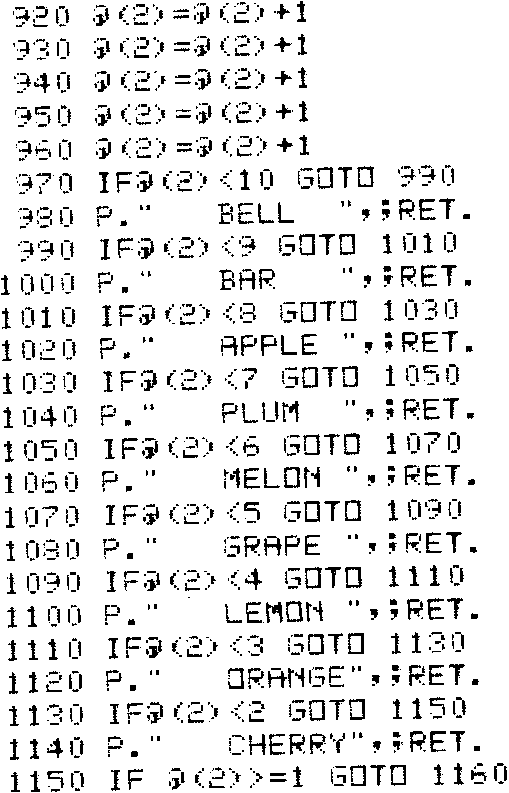 920 @(2)=@(2)+1
930 @(2)=@(2)+1
940 @(2)=@(2)+1
950 @(2)=@(2)+1
960 @(2)=@(2)+1
970 IF@(2)<10 GOTO 990
980 P."     BELL  ",;RET.
990 IF@(2)<9 GOTO 1010
1000 P."     BAR   ",;RET.
1010 IF@(2)<8 GOTO 1030
1020 P."     APPLE ",;RET.
1030 IF@(2)<7 GOTO 1050
1040 P."     PLUM  ",;RET.
1050 IF@(2)<6 GOTO 1070
1060 P."     MELON ",;RET.
1070 IF@(2)<5 GOTO 1090
1080 P."     GRAPE ",;RET.
1090 IF@(2)<4 GOTO 1110
1100 P."     LEMON ",;RET.
1110 IF@(2)<3 GOTO 1130
1120 P."     ORANGE",;RET.
1130 IF@(2)<2 GOTO 1150
1140 P."     CHERRY",;RET.
1150 IF @(2)>=1 GOTO 1160